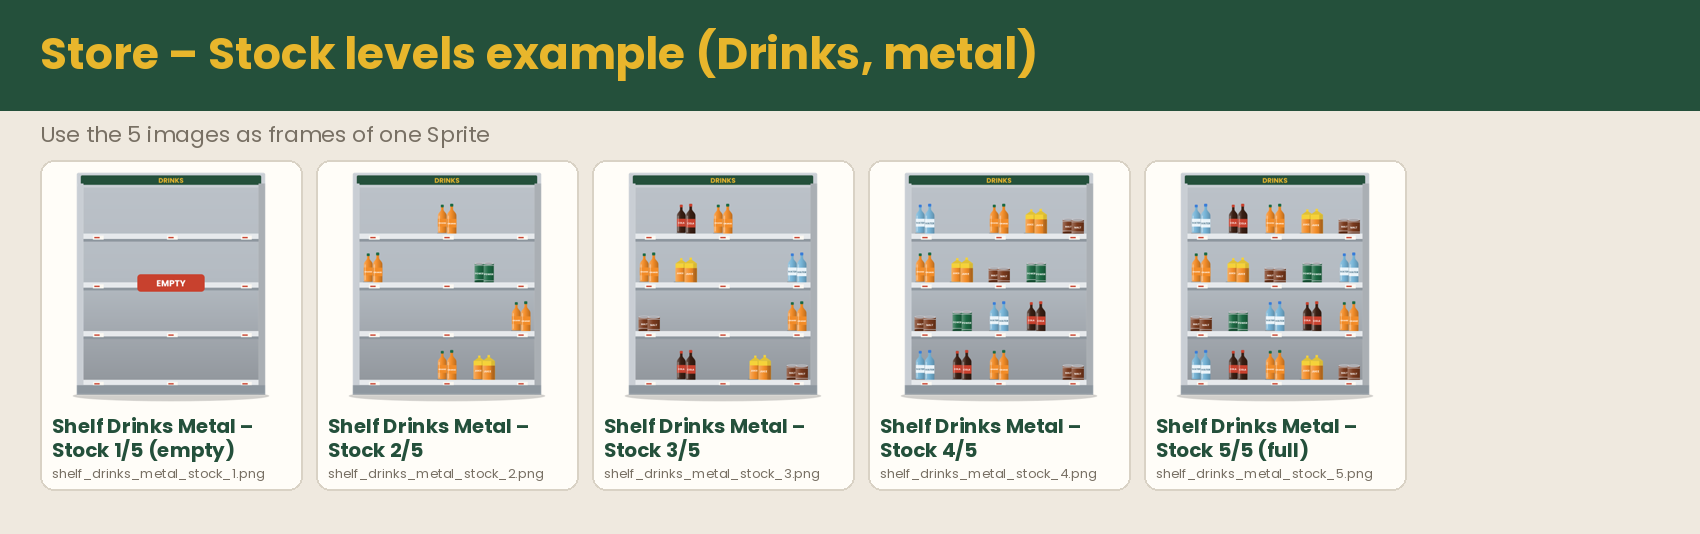 Store – Stock levels example (Drinks, metal)
Use the 5 images as frames of one Sprite
DRINKS
EMPTY
Shelf Drinks Metal –
Stock 1/5 (empty)
shelf_drinks_metal_stock_1.png
DRINKS
Shelf Drinks Metal –
Stock 2/5
shelf_drinks_metal_stock_2.png
DRINKS
Shelf Drinks Metal –
Stock 3/5
shelf_drinks_metal_stock_3.png
DRINKS
Shelf Drinks Metal –
Stock 4/5
shelf_drinks_metal_stock_4.png
DRINKS
Shelf Drinks Metal –
Stock 5/5 (full)
shelf_drinks_metal_stock_5.png